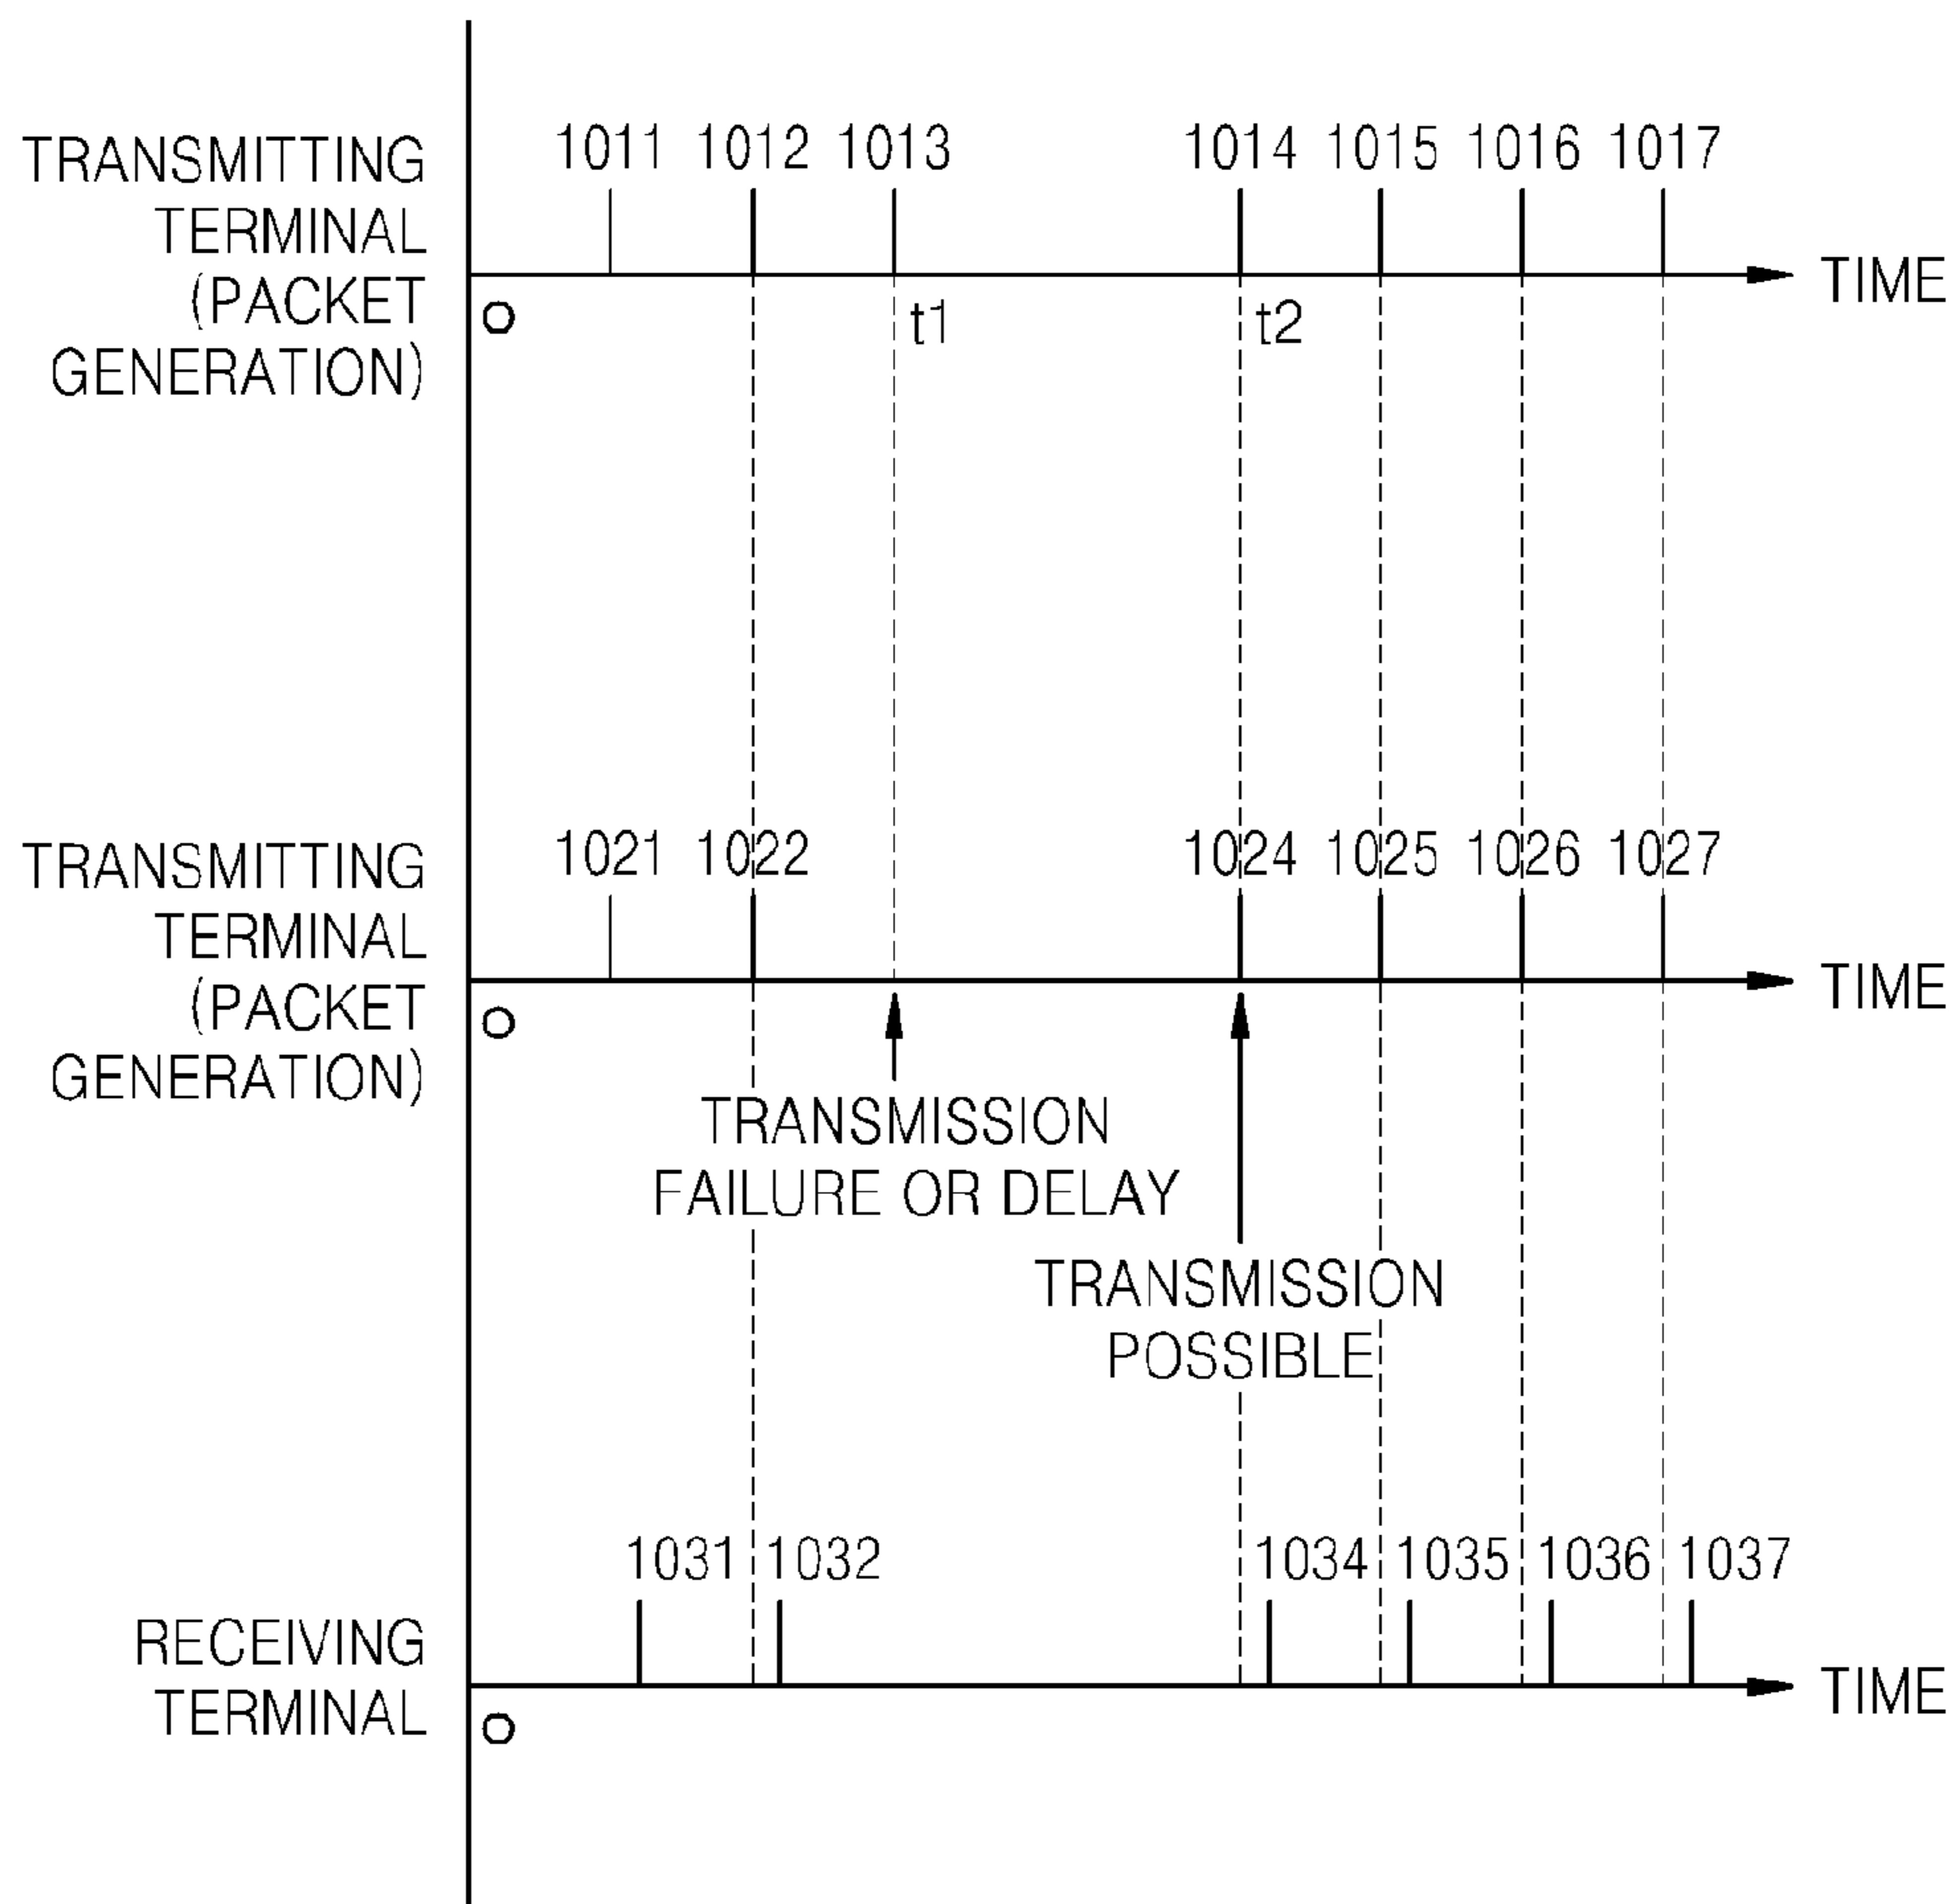 TRANSMITTING
TERMINAL
(PACKET
GENERATION)
1011 1012 1013 1014 1015 1016 1017
TIME
O t1 t2
TRANSMITTING
TERMINAL
(PACKET
GENERATION)
1021 1022 1024 1025 1026 1027
TIME
O
TRANSMISSION
FAILURE OR DELAY
TRANSMISSION
POSSIBLE
RECEIVING
TERMINAL
1031 1032 1034 1035 1036 1037
TIME
O